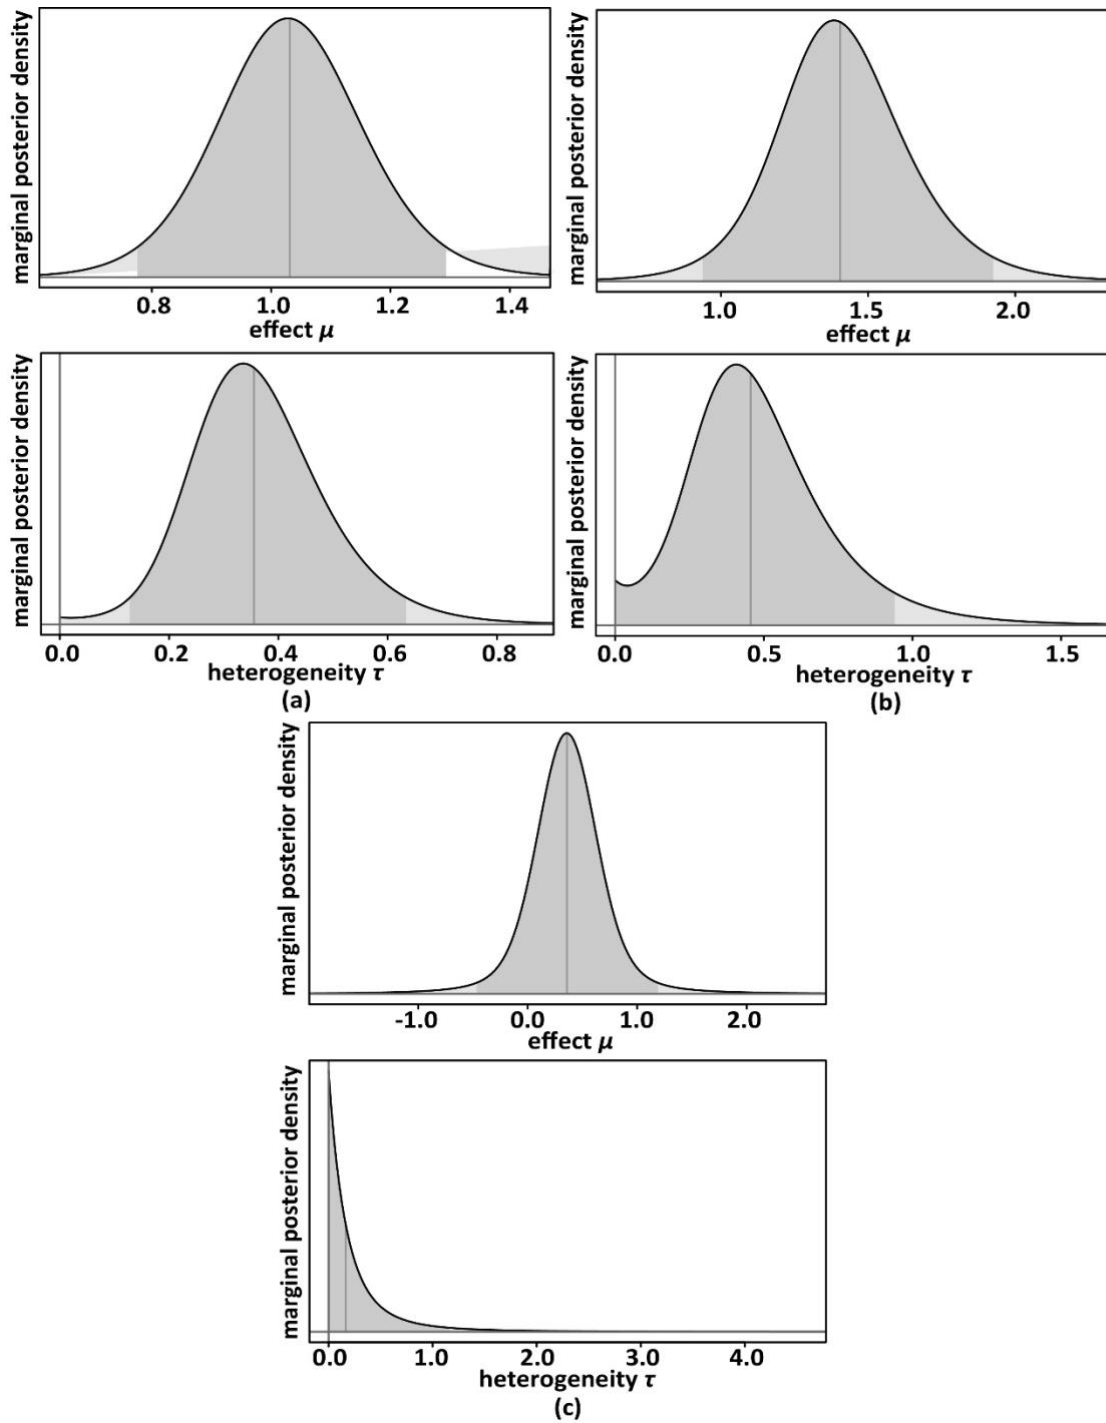 marginal posterior density
0.8 1.0 1.2 1.4
effect μ
marginal posterior density
0.0 0.2 0.4 0.6 0.8
heterogeneity τ
(a)
marginal posterior density
1.0 1.5 2.0
effect μ
marginal posterior density
0.0 0.5 1.0 1.5
heterogeneity τ
(b)
marginal posterior density
-1.0 0.0 1.0 2.0
effect μ
marginal posterior density
0.0 1.0 2.0 3.0 4.0
heterogeneity τ
(c)